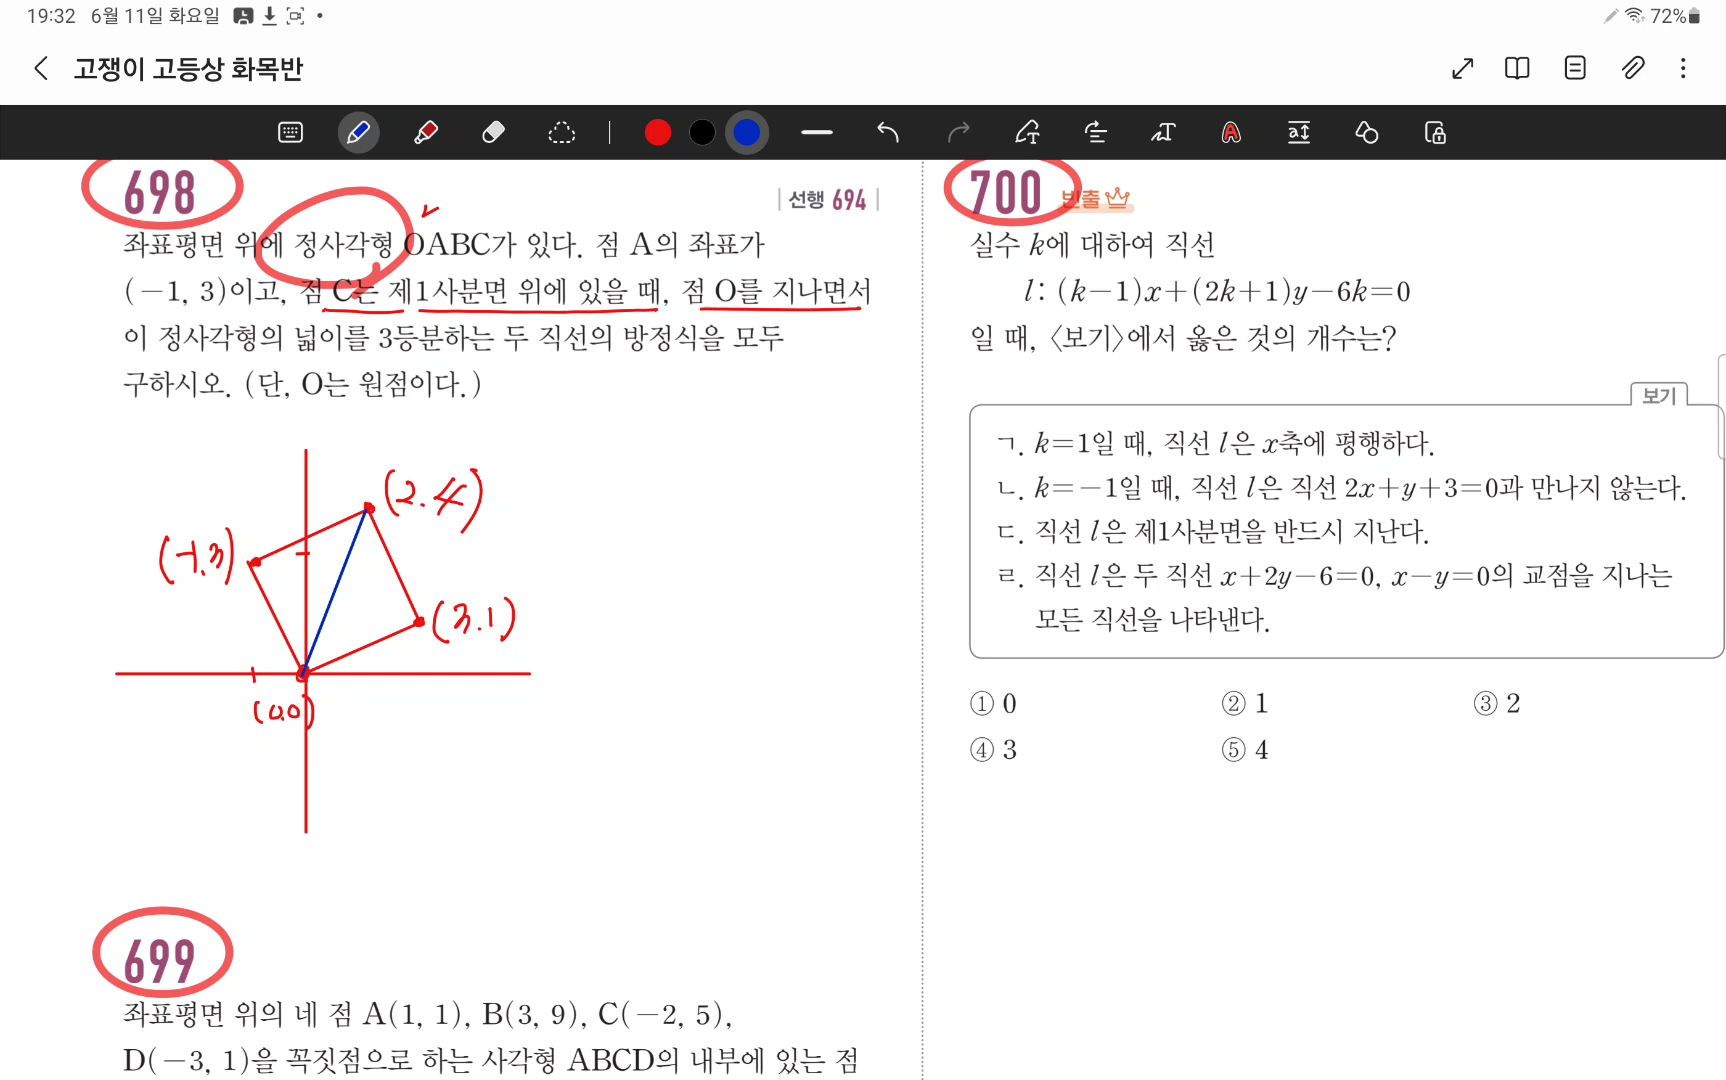 19:32 6월 11일 화요일
72%
고쟁이 고등상 화목반
698
선행 694
좌표평면 위에 정사각형 OABC가 있다. 점 A의 좌표가
(-1, 3)이고, 점 C는 제1사분면 위에 있을 때, 점 O를 지나면서
이 정사각형의 넓이를 3등분하는 두 직선의 방정식을 모두
구하시오. (단, O는 원점이다.)
(2.4)
(-1.3)
(3.1)
(0.0)
699
좌표평면 위의 네 점 A(1, 1), B(3, 9), C(-2, 5),
D(-3, 1)을 꼭짓점으로 하는 사각형 ABCD의 내부에 있는 점
700 빈출
실수 k에 대하여 직선
l: (k-1)x+(2k+1)y-6k=0
일 때, 〈보기〉에서 옳은 것의 개수는?
보기
ㄱ. k=1일 때, 직선 l은 x축에 평행하다.
ㄴ. k=-1일 때, 직선 l은 직선 2x+y+3=0과 만나지 않는다.
ㄷ. 직선 l은 제1사분면을 반드시 지난다.
ㄹ. 직선 l은 두 직선 x+2y-6=0, x-y=0의 교점을 지나는
모든 직선을 나타낸다.
① 0 ② 1 ③ 2
④ 3 ⑤ 4